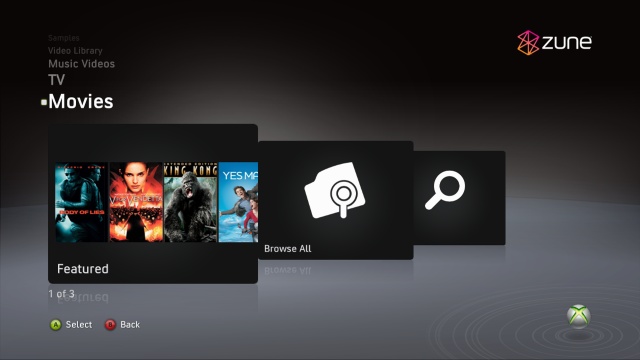 Samples
Video Library
Music Videos
TV
Movies
zune
BODY OF LIES
V FOR VENDETTA
EXTENDED EDITION
KING KONG
YES MA
Browse All
Featured
1 of 3
A Select B Back